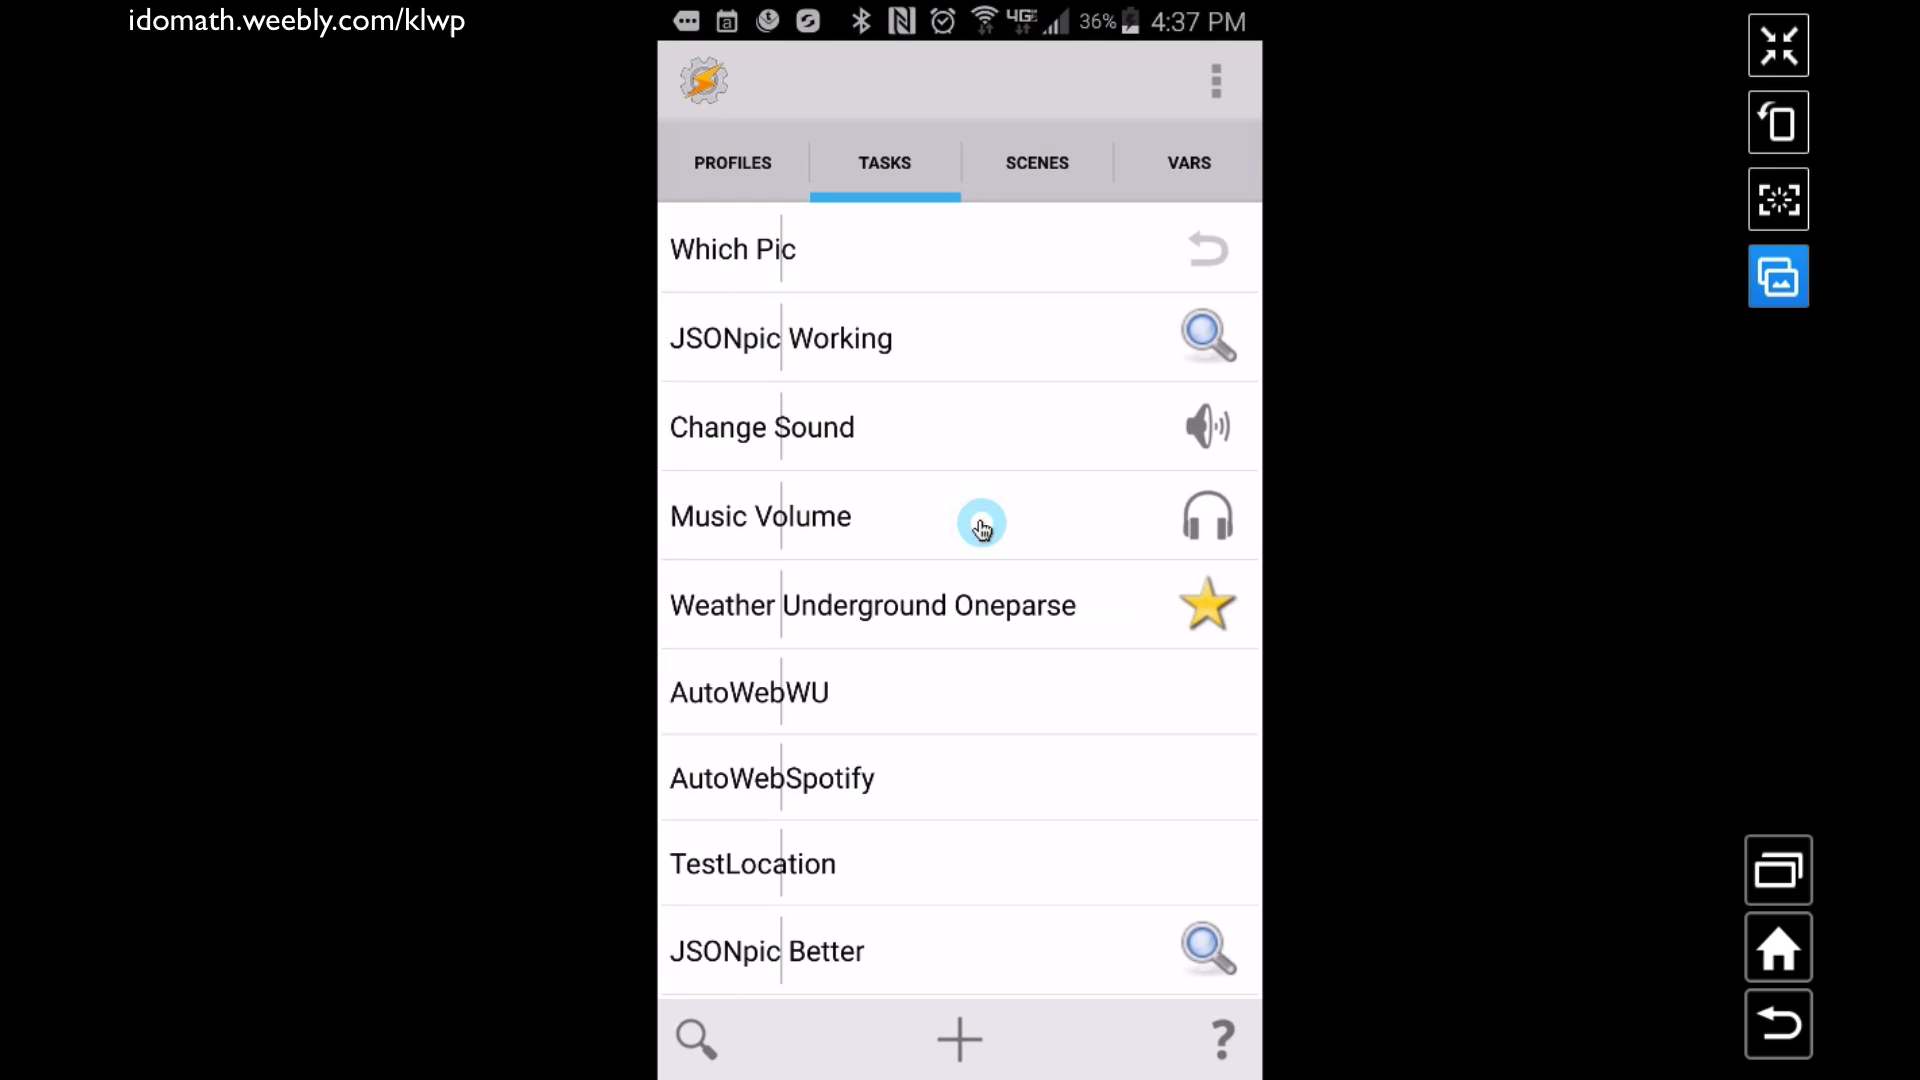 idomath.weebly.com/klwp
4G 36% 4:37 PM
PROFILES TASKS SCENES VARS
Which Pic
JSONpic Working
Change Sound
Music Volume
Weather Underground Oneparse
AutoWebWU
AutoWebSpotify
TestLocation
JSONpic Better
?